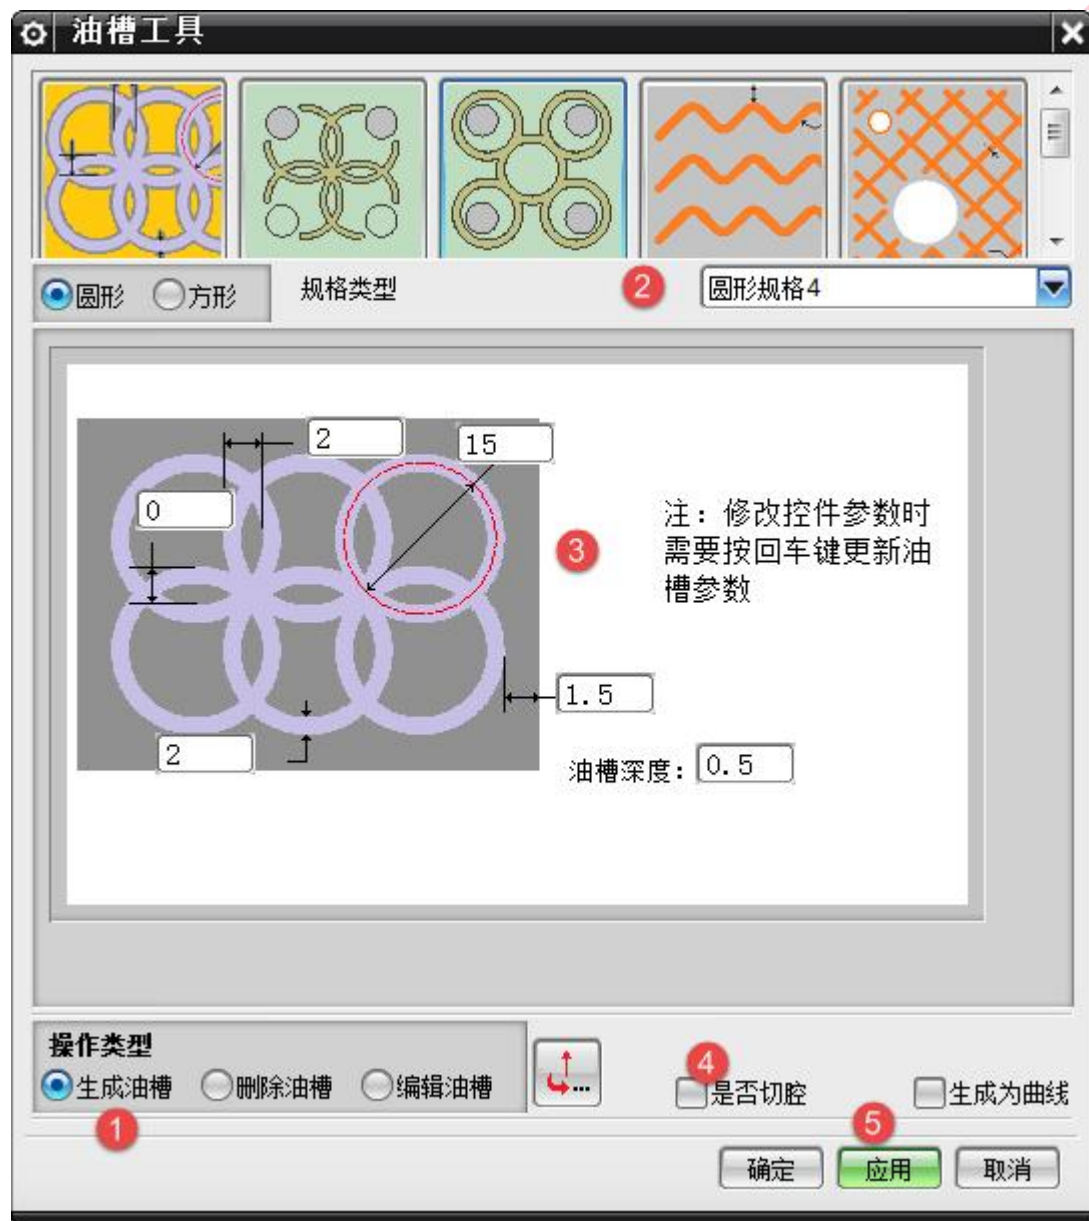 油槽工具
圆形 方形 规格类型 2 圆形规格4
2
15
0
注：修改控件参数时
需要按回车键更新油
槽参数
3
1.5
2
油槽深度：0.5
操作类型
生成油槽 删除油槽 编辑油槽 ... 4 是否切腔 生成为曲线
1
5
确定 应用 取消